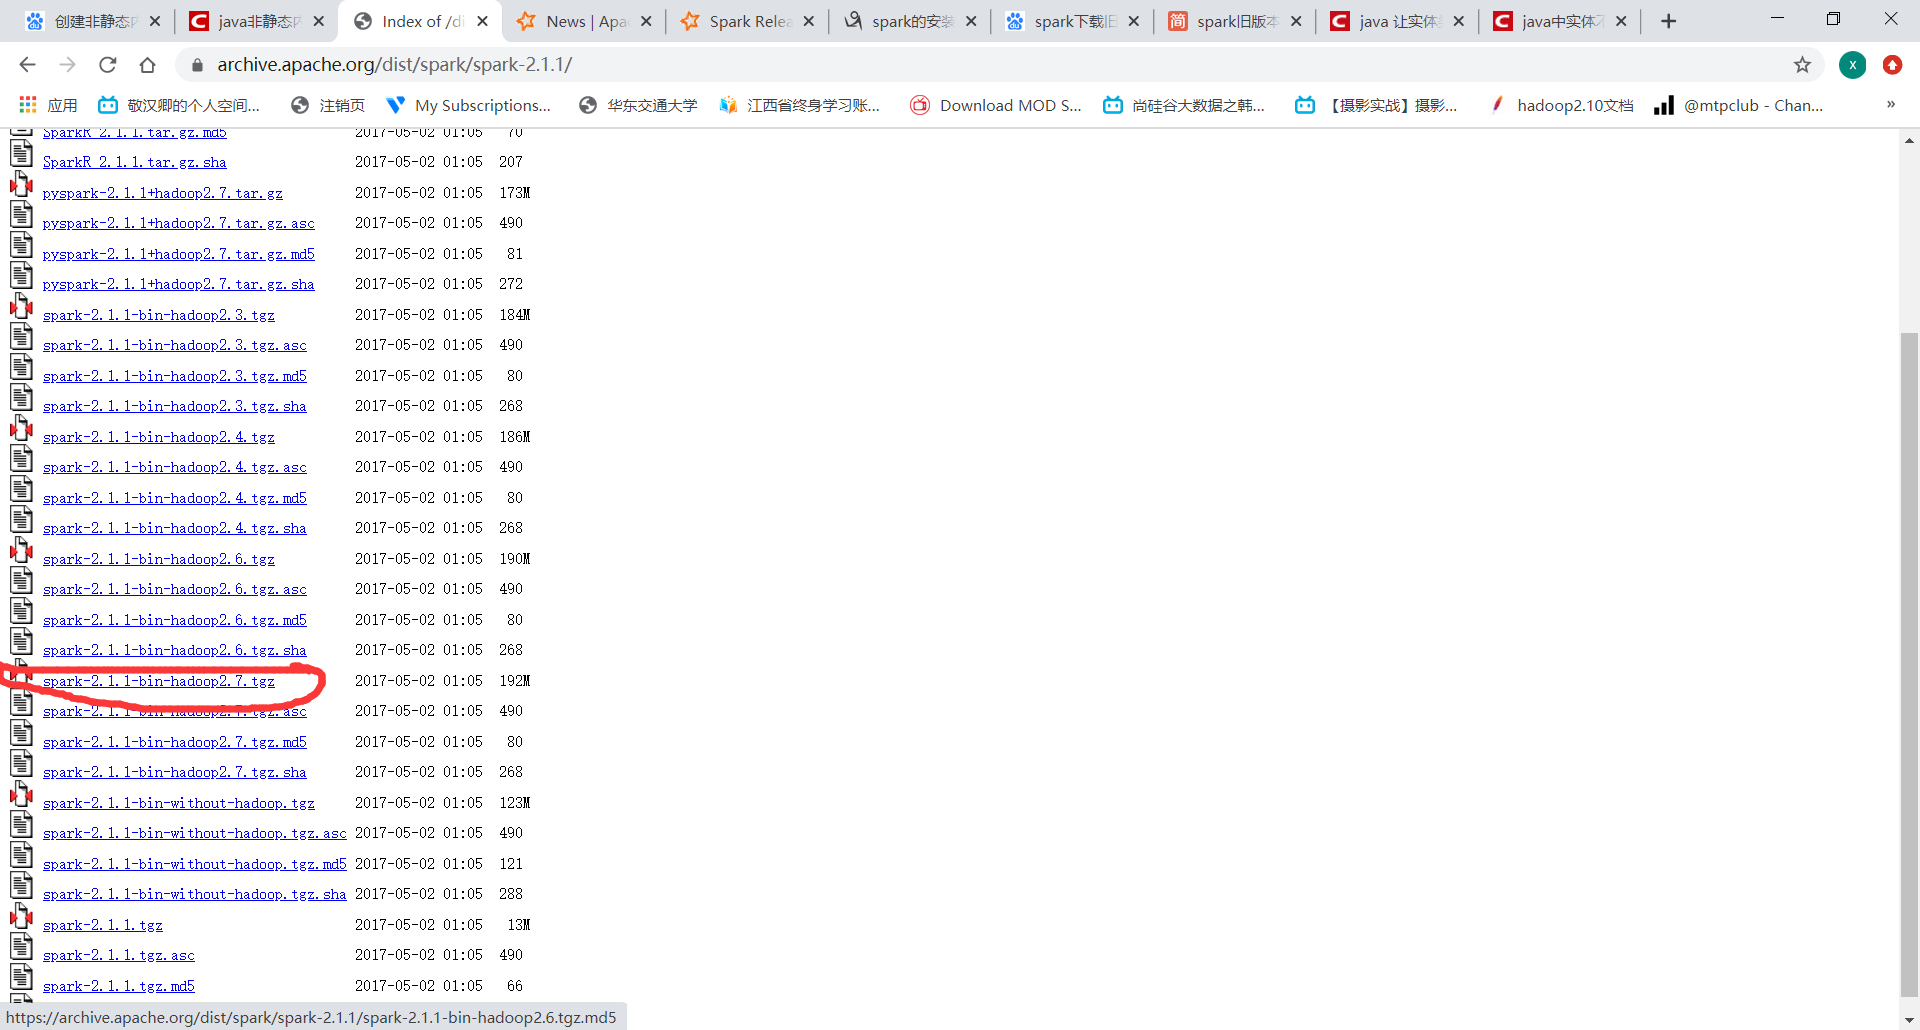 创建非静态内 java非静态内 Index of /di News | Apa Spark Relea spark的安装 spark下载旧 spark旧版本 java 让实体类 java中实体不
archive.apache.org/dist/spark/spark-2.1.1/ X
应用 敬汉卿的个人空间... 注销页 My Subscriptions... 华东交通大学 江西省终身学习账... Download MOD S... 尚硅谷大数据之韩... 【摄影实战】摄影... hadoop2.10文档 @mtpclub - Chan... »
SparkR_2.1.1.tar.gz.md5 2017-05-02 01:05 70
SparkR_2.1.1.tar.gz.sha 2017-05-02 01:05 207
pyspark-2.1.1+hadoop2.7.tar.gz 2017-05-02 01:05 173M
pyspark-2.1.1+hadoop2.7.tar.gz.asc 2017-05-02 01:05 490
pyspark-2.1.1+hadoop2.7.tar.gz.md5 2017-05-02 01:05 81
pyspark-2.1.1+hadoop2.7.tar.gz.sha 2017-05-02 01:05 272
spark-2.1.1-bin-hadoop2.3.tgz 2017-05-02 01:05 184M
spark-2.1.1-bin-hadoop2.3.tgz.asc 2017-05-02 01:05 490
spark-2.1.1-bin-hadoop2.3.tgz.md5 2017-05-02 01:05 80
spark-2.1.1-bin-hadoop2.3.tgz.sha 2017-05-02 01:05 268
spark-2.1.1-bin-hadoop2.4.tgz 2017-05-02 01:05 186M
spark-2.1.1-bin-hadoop2.4.tgz.asc 2017-05-02 01:05 490
spark-2.1.1-bin-hadoop2.4.tgz.md5 2017-05-02 01:05 80
spark-2.1.1-bin-hadoop2.4.tgz.sha 2017-05-02 01:05 268
spark-2.1.1-bin-hadoop2.6.tgz 2017-05-02 01:05 190M
spark-2.1.1-bin-hadoop2.6.tgz.asc 2017-05-02 01:05 490
spark-2.1.1-bin-hadoop2.6.tgz.md5 2017-05-02 01:05 80
spark-2.1.1-bin-hadoop2.6.tgz.sha 2017-05-02 01:05 268
spark-2.1.1-bin-hadoop2.7.tgz 2017-05-02 01:05 192M
spark-2.1.1-bin-hadoop2.7.tgz.asc 2017-05-02 01:05 490
spark-2.1.1-bin-hadoop2.7.tgz.md5 2017-05-02 01:05 80
spark-2.1.1-bin-hadoop2.7.tgz.sha 2017-05-02 01:05 268
spark-2.1.1-bin-without-hadoop.tgz 2017-05-02 01:05 123M
spark-2.1.1-bin-without-hadoop.tgz.asc 2017-05-02 01:05 490
spark-2.1.1-bin-without-hadoop.tgz.md5 2017-05-02 01:05 121
spark-2.1.1-bin-without-hadoop.tgz.sha 2017-05-02 01:05 288
spark-2.1.1.tgz 2017-05-02 01:05 13M
spark-2.1.1.tgz.asc 2017-05-02 01:05 490
spark-2.1.1.tgz.md5 2017-05-02 01:05 66
https://archive.apache.org/dist/spark/spark-2.1.1/spark-2.1.1-bin-hadoop2.6.tgz.md5